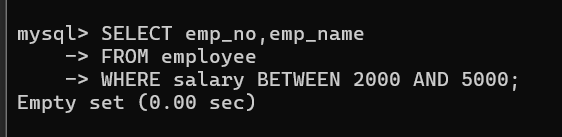 mysql> SELECT emp_no,emp_name
    -> FROM employee
    -> WHERE salary BETWEEN 2000 AND 5000;
Empty set (0.00 sec)